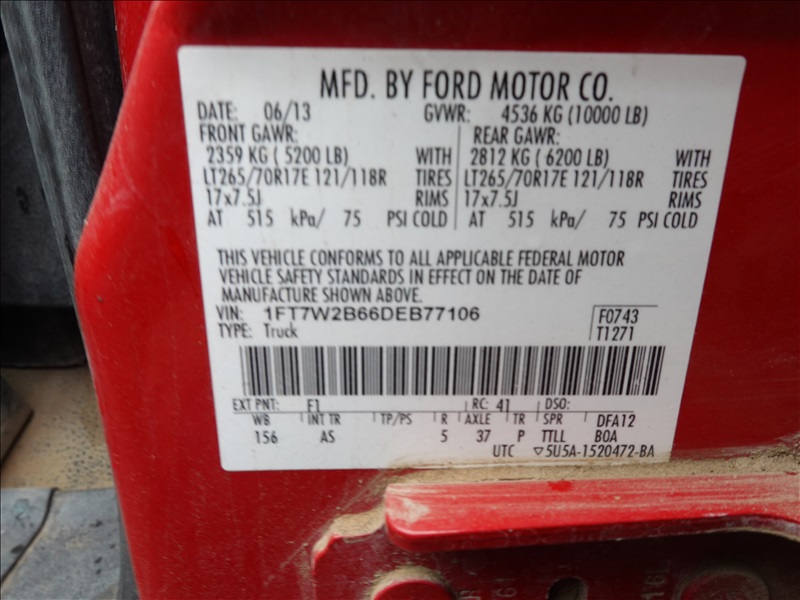 MFD. BY FORD MOTOR CO.
DATE: 06/13 GVWR: 4536 KG (10000 LB)
FRONT GAWR: REAR GAWR:
2359 KG ( 5200 LB) WITH 2812 KG ( 6200 LB) WITH
LT265/70R17E 121/118R TIRES LT265/70R17E 121/118R TIRES
17x7.5J RIMS 17x7.5J RIMS
AT 515 kPa/ 75 PSI COLD AT 515 kPa/ 75 PSI COLD
THIS VEHICLE CONFORMS TO ALL APPLICABLE FEDERAL MOTOR
VEHICLE SAFETY STANDARDS IN EFFECT ON THE DATE OF
MANUFACTURE SHOWN ABOVE.
VIN: 1FT7W2B66DEB77106 F0743
TYPE: Truck T1271
EXT PNT: F1 RC: 41 DSO:
WB INT TR TP/PS R AXLE TR SPR DFA12
156 AS 5 37 P TTLL BOA
UTC ▽5U5A-1520472-BA